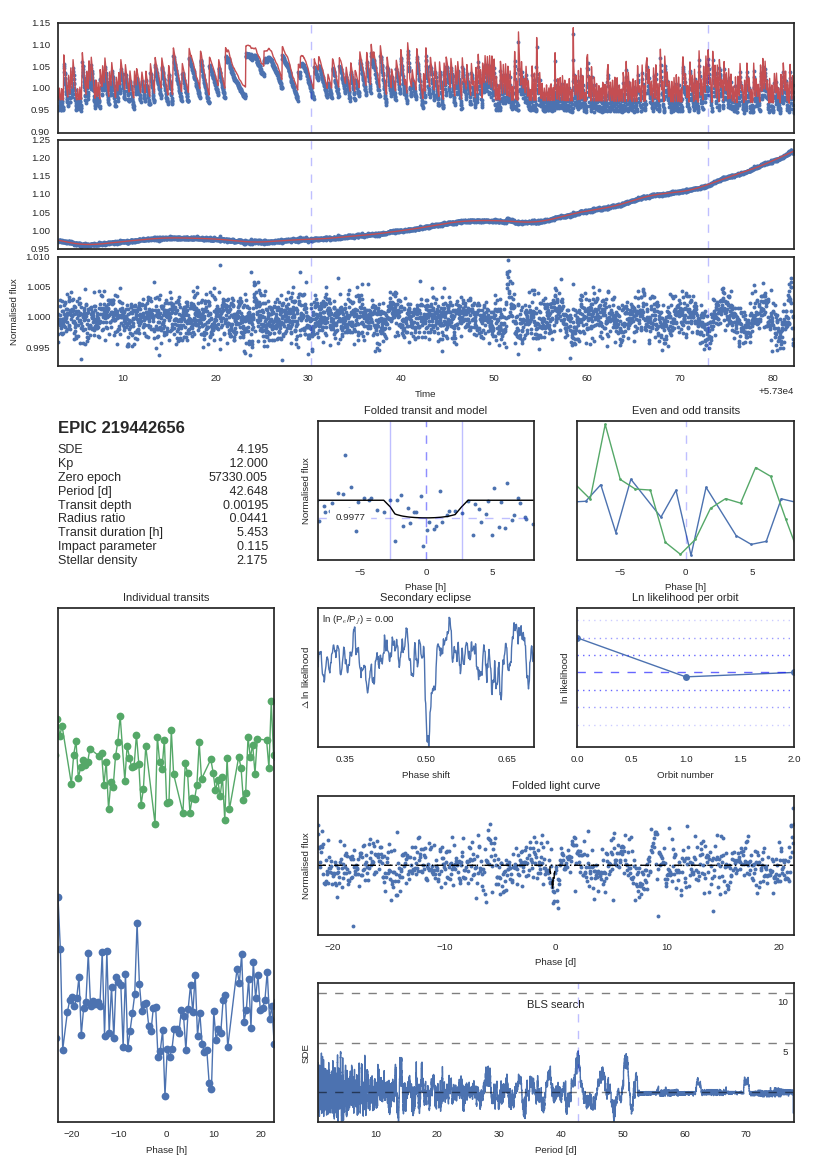 1.15
1.10
1.05
1.00
0.95
0.90
1.25
1.20
1.15
1.10
1.05
1.00
0.95
1.010
1.005
1.000
0.995
Normalised flux
10 20 30 40 50 60 70 80
Time
+5.73e4
EPIC 219442656
SDE 4.195
Kp 12.000
Zero epoch 57330.005
Period [d] 42.648
Transit depth 0.00195
Radius ratio 0.0441
Transit duration [h] 5.453
Impact parameter 0.115
Stellar density 2.175
Folded transit and model
Normalised flux
0.9977
−5 0 5
Phase [h]
Even and odd transits
−5 0 5
Phase [h]
Individual transits
−20 −10 0 10 20
Phase [h]
Secondary eclipse
ln (Pₑ/P𝑓) = 0.00
Δ ln likelihood
0.35 0.50 0.65
Phase shift
Ln likelihood per orbit
ln likelihood
0.0 0.5 1.0 1.5 2.0
Orbit number
Folded light curve
Normalised flux
−20 −10 0 10 20
Phase [d]
BLS search
10
5
SDE
10 20 30 40 50 60 70
Period [d]